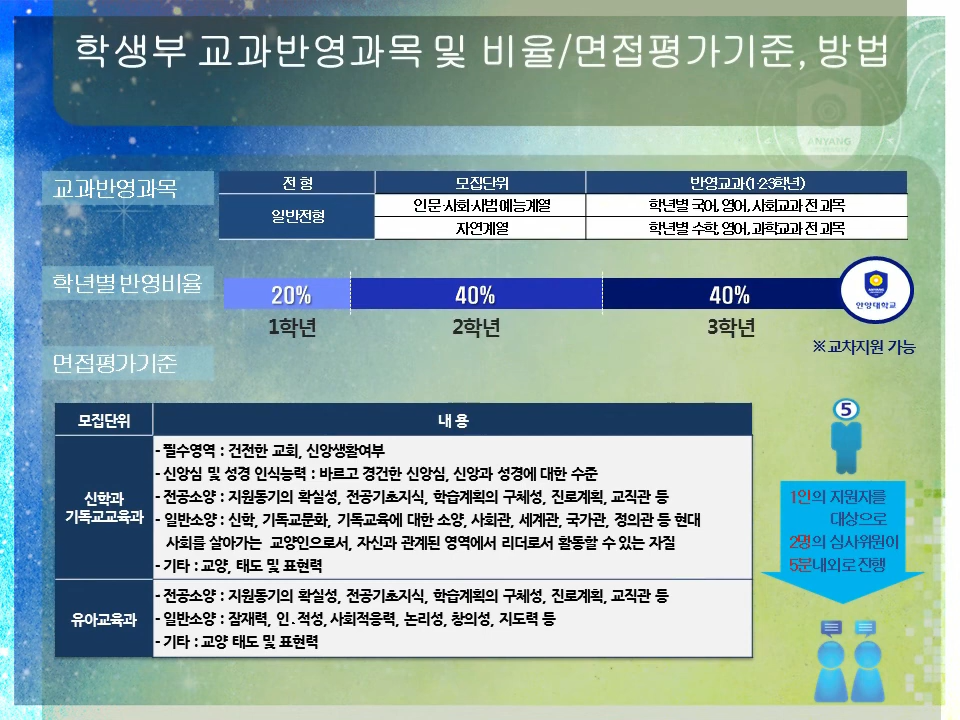 학생부 교과반영과목 및 비율/면접평가기준, 방법
ANYANG
교과반영과목
전 형 모집단위 반영교과(1·2·3학년)
일반전형 인문·사회·사범·예능계열 학년별 국어, 영어, 사회교과 전 과목
자연계열 학년별 수학, 영어, 과학교과 전 과목
학년별 반영비율
20% 40% 40%
안양대학교
1학년 2학년 3학년
※교차지원 가능
면접평가기준
모집단위 내 용
신학과
기독교교육과
- 필수영역 : 건전한 교회, 신앙생활여부
- 신앙심 및 성경 인식능력 : 바르고 경건한 신앙심, 신앙과 성경에 대한 수준
- 전공소양 : 지원동기의 확실성, 전공기초지식, 학습계획의 구체성, 진로계획, 교직관 등
- 일반소양 : 신학, 기독교문화, 기독교육에 대한 소양, 사회관, 세계관, 국가관, 정의관 등 현대
사회를 살아가는 교양인으로서, 자신과 관계된 영역에서 리더로서 활동할 수 있는 자질
- 기타 : 교양, 태도 및 표현력
유아교육과
- 전공소양 : 지원동기의 확실성, 전공기초지식, 학습계획의 구체성, 진로계획, 교직관 등
- 일반소양 : 잠재력, 인 . 적성, 사회적응력, 논리성, 창의성, 지도력 등
- 기타 : 교양 태도 및 표현력
5
1인의 지원자를
대상으로
2명의 심사위원이
5분내외로 진행